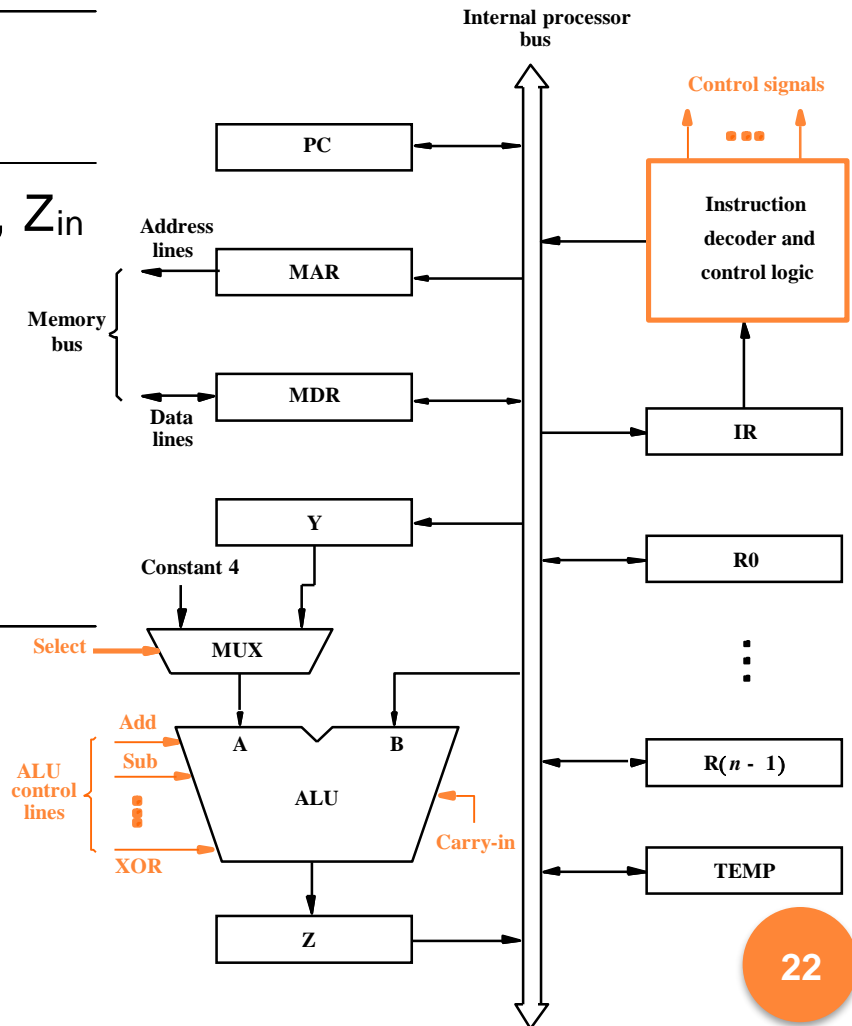 Internal processor
bus
Control signals
PC
, Zin
Address
lines
Instruction
decoder and
control logic
MAR
Memory
bus
MDR
Data
lines
IR
Y
Constant 4
R0
Select
MUX
Add
A
B
Sub
R(n - 1)
ALU
control
lines
ALU
Carry-in
XOR
TEMP
Z
22